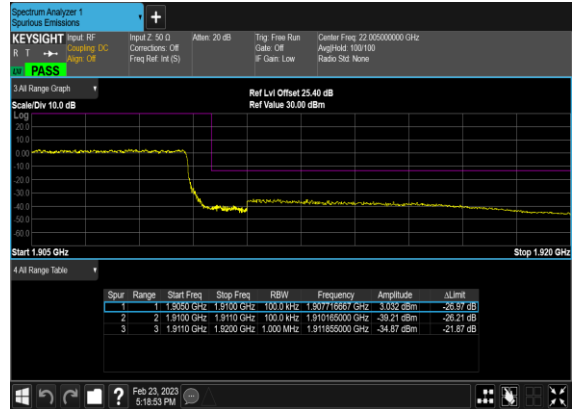 Spectrum Analyzer 1
Spurious Emissions
+
KEYSIGHT Input: RF Input Z: 50 Ω Atten: 20 dB Trig: Free Run Center Freq: 22.005000000 GHz
R T Coupling: DC Corrections: Off Gate: Off Avg|Hold: 100/100
Align: Off Freq Ref: Int (S) IF Gain: Low Radio Std: None
PASS
3 All Range Graph
Ref Lvl Offset 25.40 dB
Scale/Div 10.0 dB Ref Value 30.00 dBm
Log
20.0
10.0
0.00
-10.0
-20.0
-30.0
-40.0
-50.0
-60.0
Start 1.905 GHz Stop 1.920 GHz
4 All Range Table
Spur Range Start Freq Stop Freq RBW Frequency Amplitude ΔLimit
1 1 1.9050 GHz 1.9100 GHz 100.0 kHz 1.907716667 GHz 3.032 dBm -26.97 dB
2 2 1.9100 GHz 1.9110 GHz 100.0 kHz 1.910165000 GHz -39.21 dBm -26.21 dB
3 3 1.9110 GHz 1.9200 GHz 1.000 MHz 1.911855000 GHz -34.87 dBm -21.87 dB
? Feb 23, 2023
5:18:53 PM